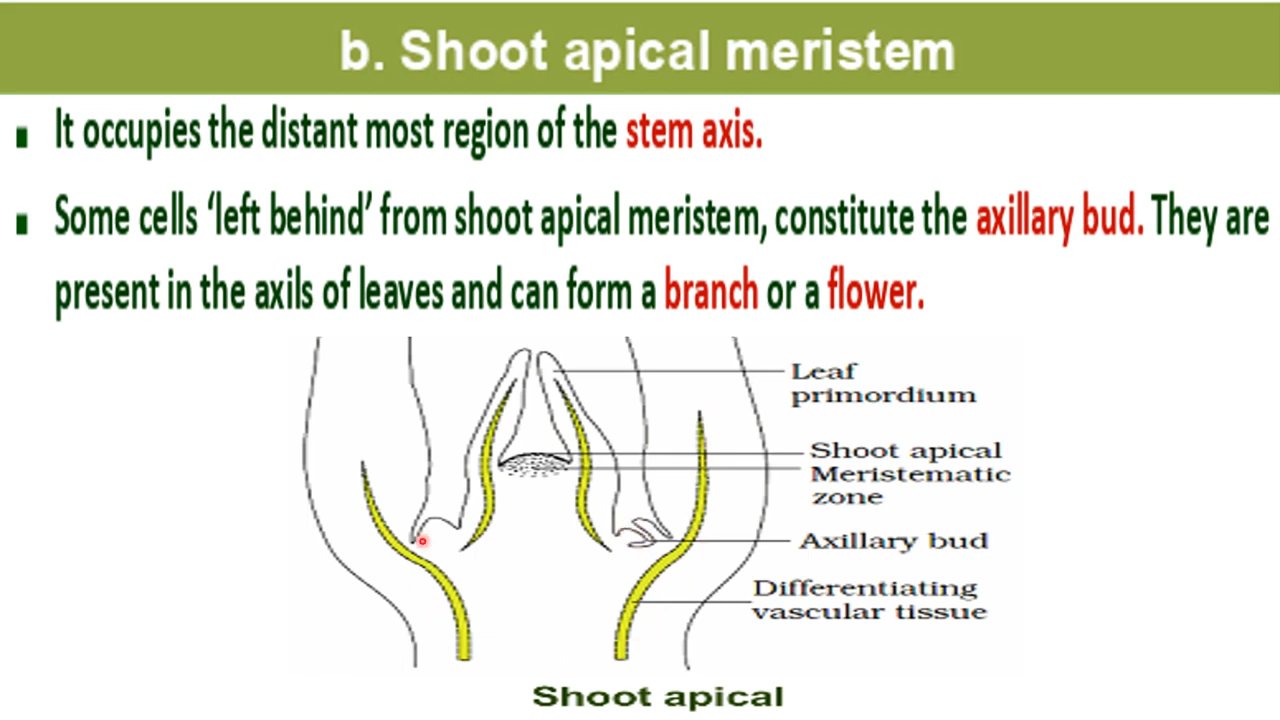 b. Shoot apical meristem
▪ It occupies the distant most region of the stem axis.
▪ Some cells ‘left behind’ from shoot apical meristem, constitute the axillary bud. They are
present in the axils of leaves and can form a branch or a flower.
Leaf
primordium
Shoot apical
Meristematic
zone
Axillary bud
Differentiating
vascular tissue
Shoot apical